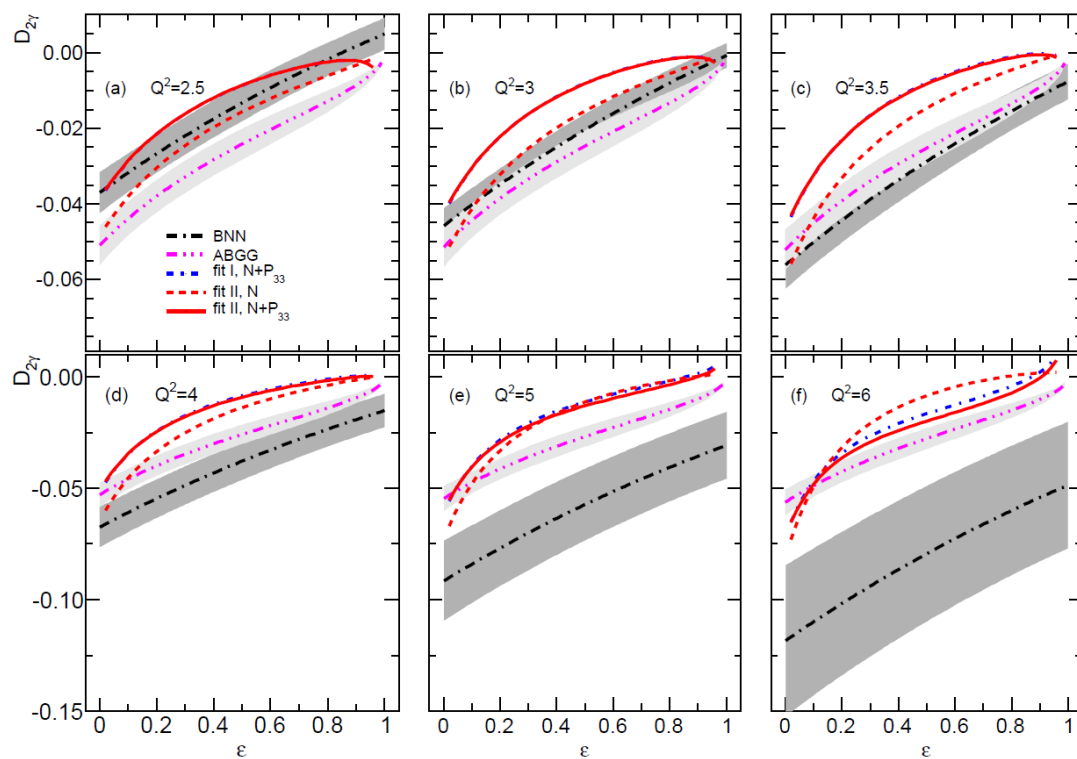 D₂γ
0.00
-0.02
-0.04
-0.06
(a) Q²=2.5
BNN
ABGG
fit I, N+P₃₃
fit II, N
fit II, N+P₃₃
(b) Q²=3
(c) Q²=3.5
D₂γ
0.00
-0.05
-0.10
-0.15
(d) Q²=4
(e) Q²=5
(f) Q²=6
0 0.2 0.4 0.6 0.8 1
0 0.2 0.4 0.6 0.8 1
0 0.2 0.4 0.6 0.8 1
ε
ε
ε